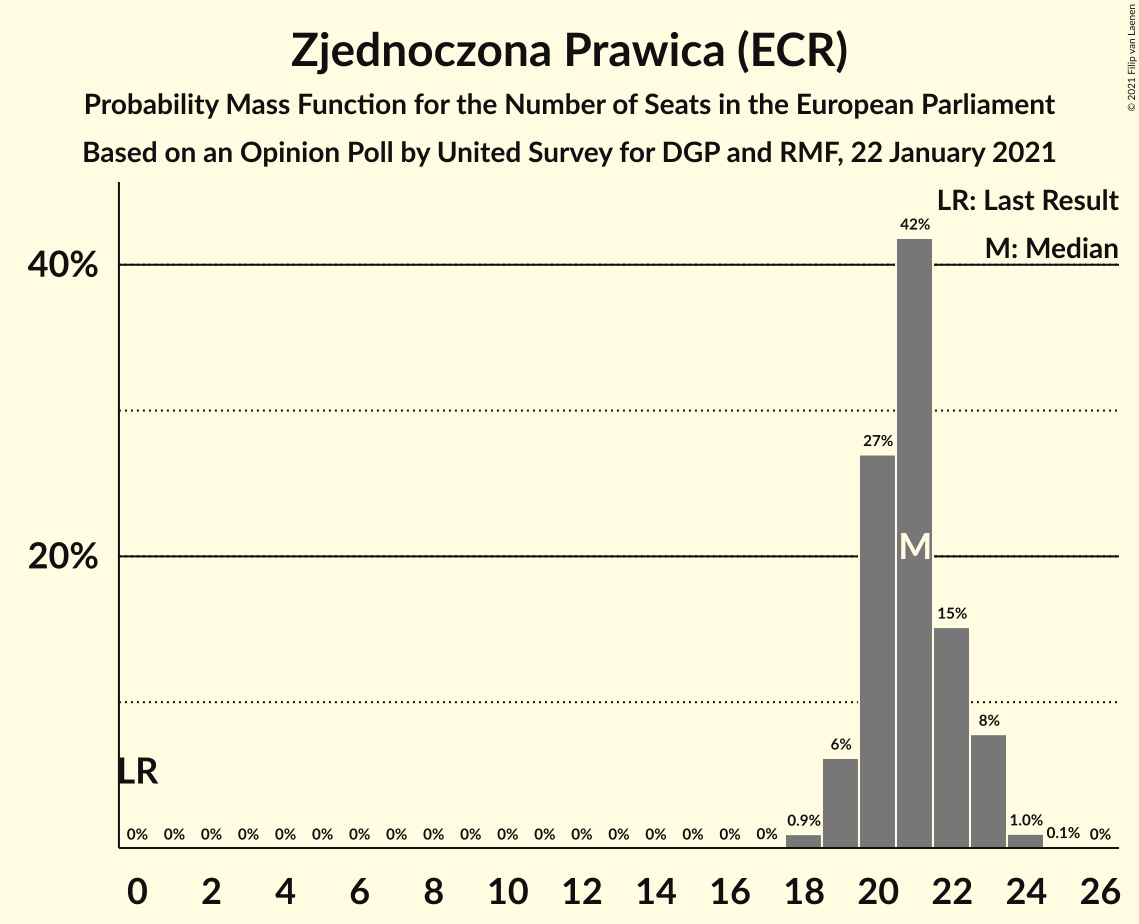 Zjednoczona Prawica (ECR)
Probability Mass Function for the Number of Seats in the European Parliament
Based on an Opinion Poll by United Survey for DGP and RMF, 22 January 2021
© 2021 Filip van Laenen
LR: Last Result
M: Median
42%
40%
27%
20%
M
15%
8%
6%
LR
0% 0% 0% 0% 0% 0% 0% 0% 0% 0% 0% 0% 0% 0% 0% 0% 0% 0% 0.9% 1.0% 0.1% 0%
0 2 4 6 8 10 12 14 16 18 20 22 24 26